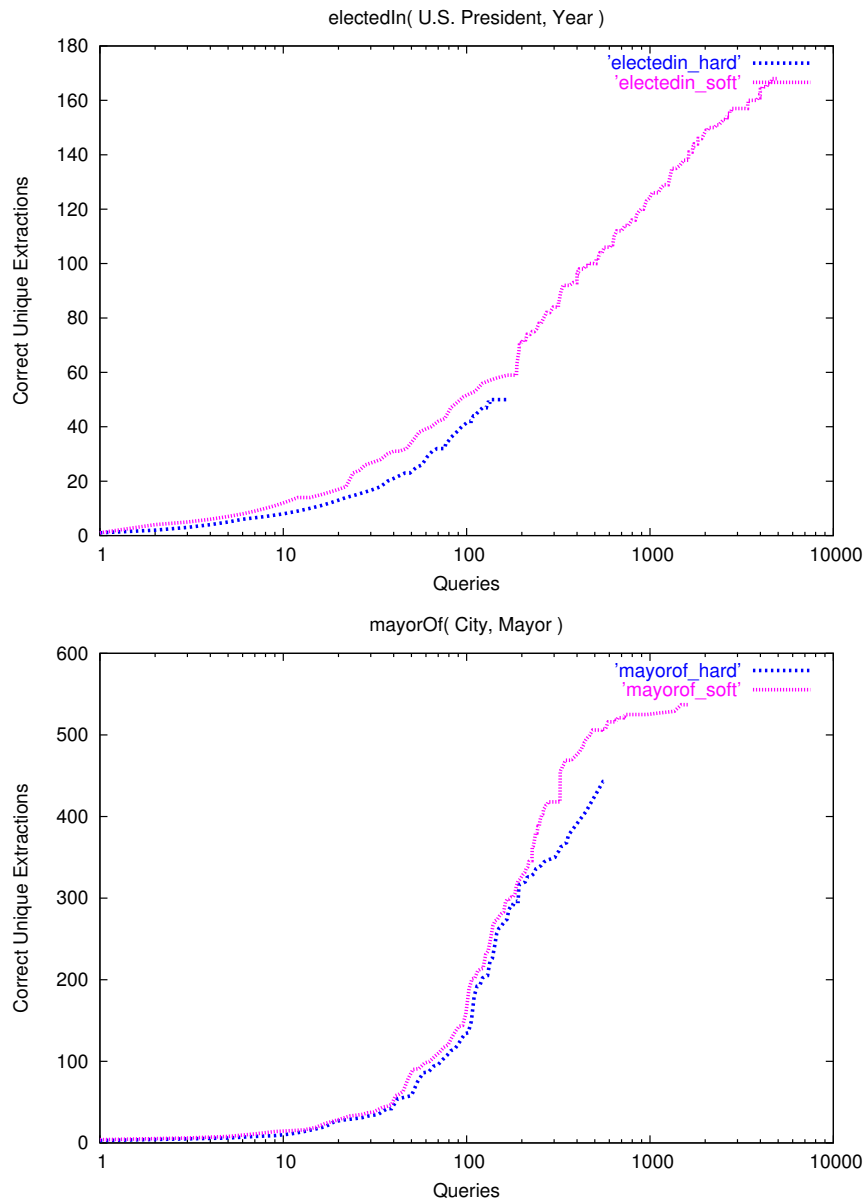 electedIn( U.S. President, Year )
180
160
140
120
100
80
60
40
20
0
Correct Unique Extractions
'electedin_hard'
'electedin_soft'
1
10
100
1000
10000
Queries
mayorOf( City, Mayor )
600
500
400
300
200
100
0
Correct Unique Extractions
'mayorof_hard'
'mayorof_soft'
1
10
100
1000
10000
Queries